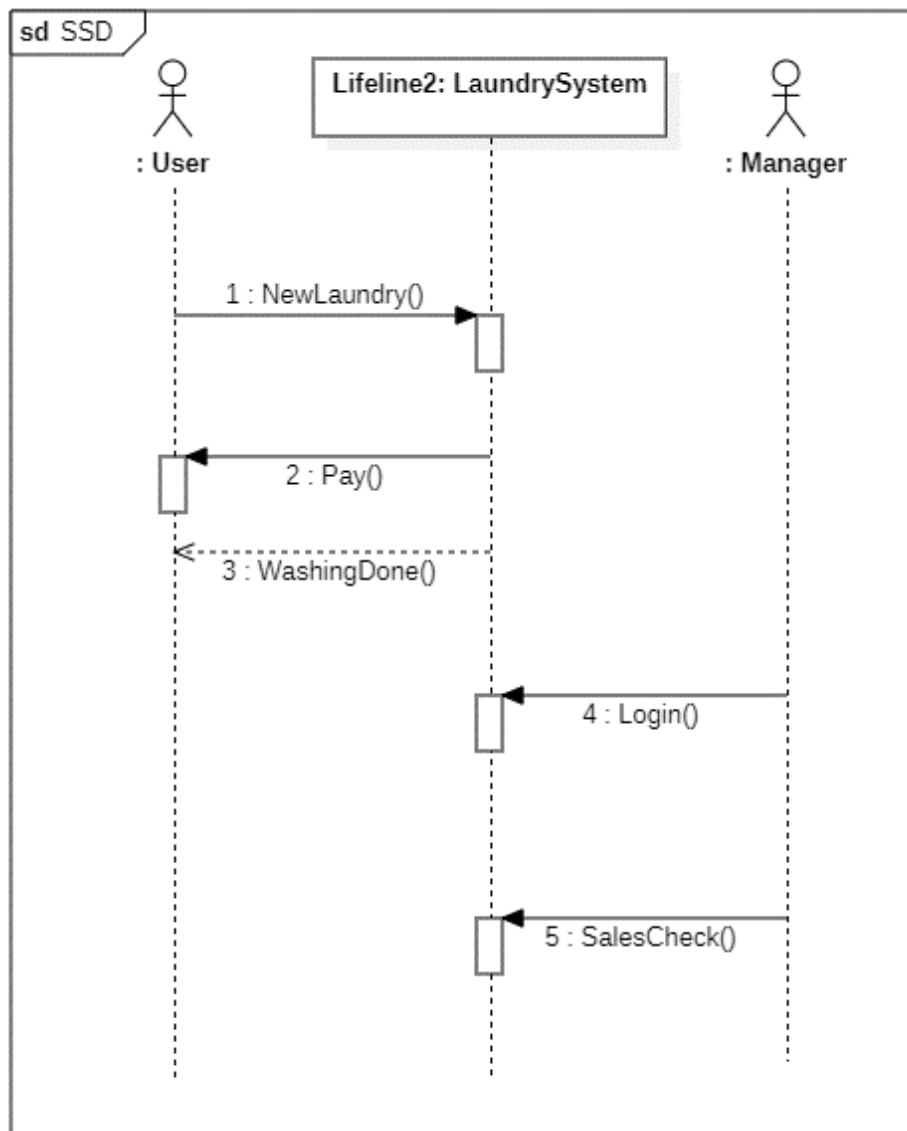 sd SSD
Lifeline2: LaundrySystem
: User
: Manager
1 : NewLaundry()
2 : Pay()
3 : WashingDone()
4 : Login()
5 : SalesCheck()